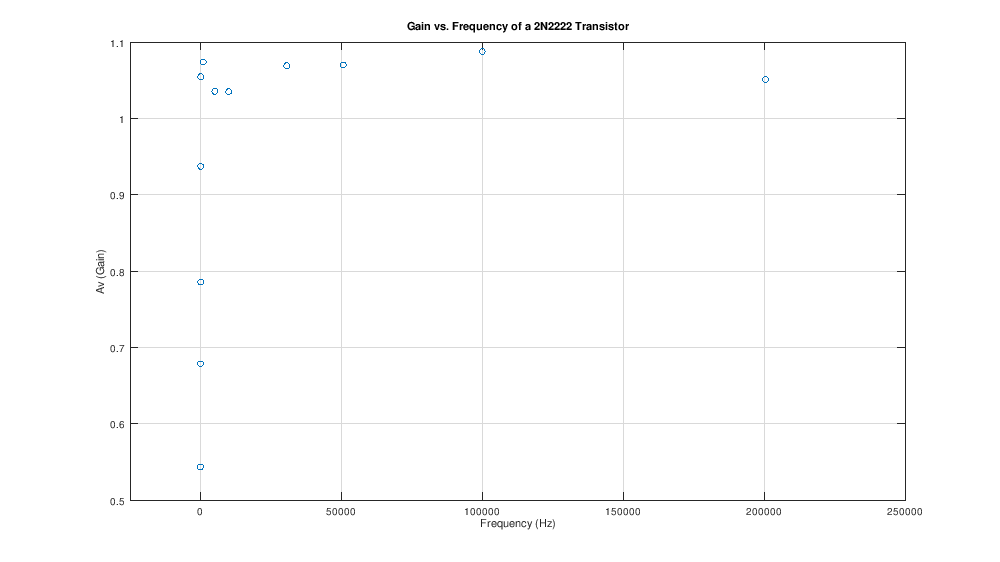 Gain vs. Frequency of a 2N2222 Transistor
1.1
1
0.9
0.8
0.7
0.6
0.5
Av (Gain)
0 50000 100000 150000 200000 250000
Frequency (Hz)